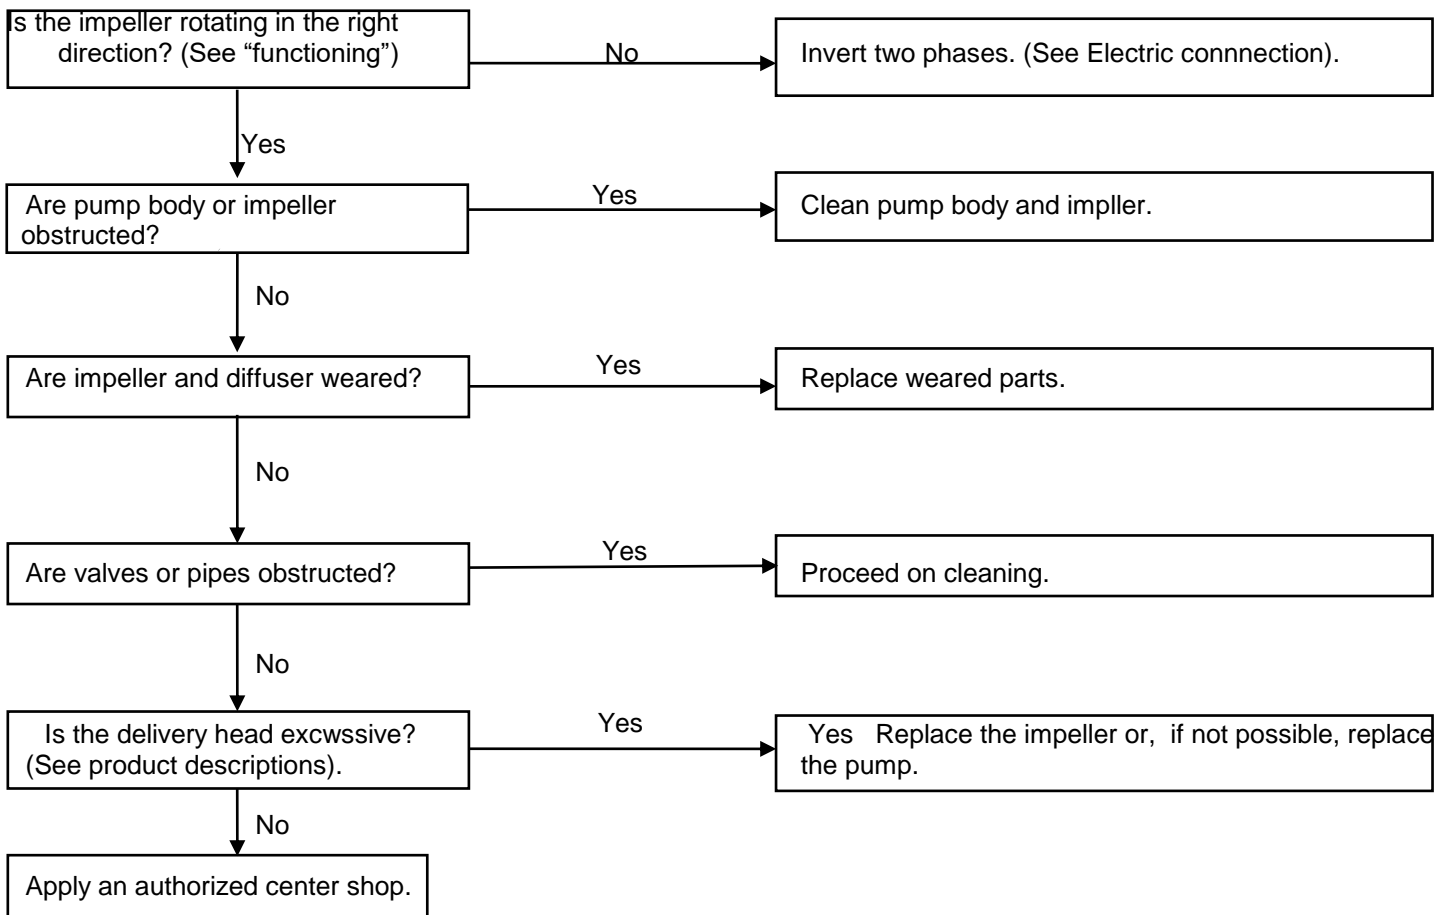 Is the impeller rotating in the right
direction? (See “functioning”)
No
Invert two phases. (See Electric connnection).
Yes
Are pump body or impeller
obstructed?
Yes
Clean pump body and impller.
No
Are impeller and diffuser weared?
Yes
Replace weared parts.
No
Are valves or pipes obstructed?
Yes
Proceed on cleaning.
No
Is the delivery head excwssive?
(See product descriptions).
Yes
Yes Replace the impeller or, if not possible, replace
the pump.
No
Apply an authorized center shop.